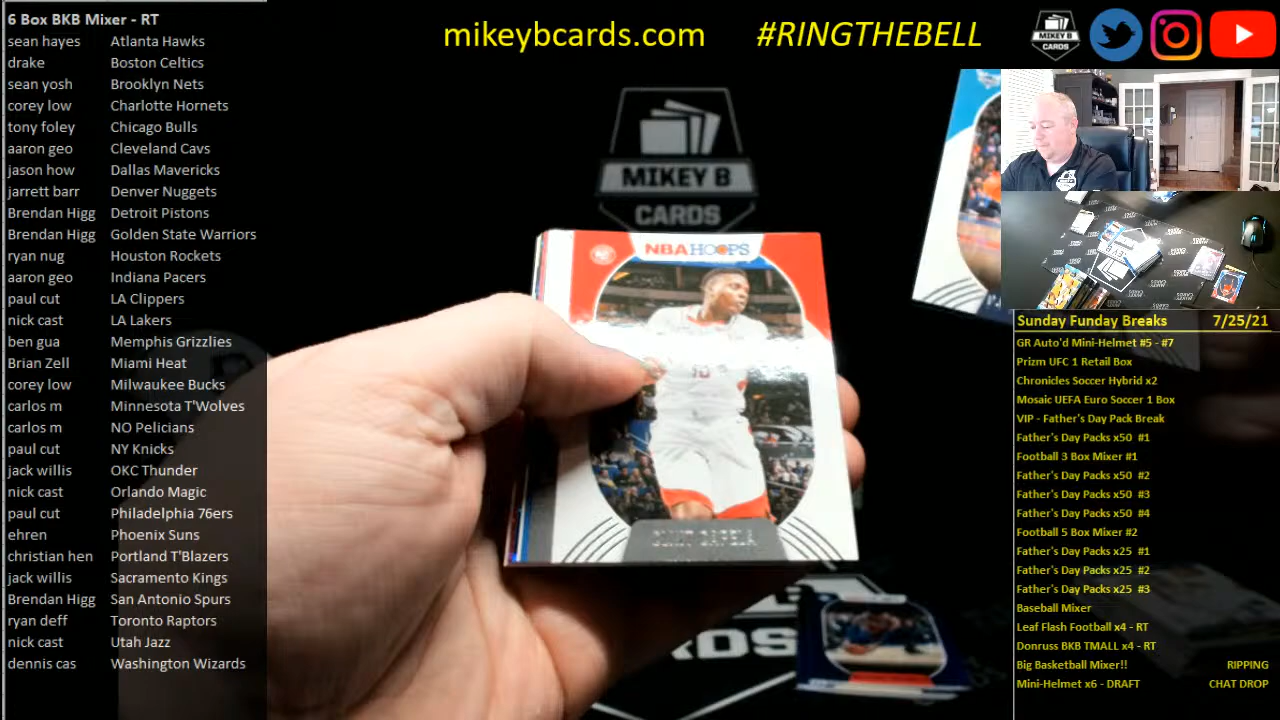 6 Box BKB Mixer - RT
sean hayes Atlanta Hawks
drake Boston Celtics
sean yosh Brooklyn Nets
corey low Charlotte Hornets
tony foley Chicago Bulls
aaron geo Cleveland Cavs
jason how Dallas Mavericks
jarrett barr Denver Nuggets
Brendan Higg Detroit Pistons
Brendan Higg Golden State Warriors
ryan nug Houston Rockets
aaron geo Indiana Pacers
paul cut LA Clippers
nick cast LA Lakers
ben gua Memphis Grizzlies
Brian Zell Miami Heat
corey low Milwaukee Bucks
carlos m Minnesota T'Wolves
carlos m NO Pelicians
paul cut NY Knicks
jack willis OKC Thunder
nick cast Orlando Magic
paul cut Philadelphia 76ers
ehren Phoenix Suns
christian hen Portland T'Blazers
jack willis Sacramento Kings
Brendan Higg San Antonio Spurs
ryan deff Toronto Raptors
nick cast Utah Jazz
dennis cas Washington Wizards
mikeybcards.com #RINGTHEBELL
MIKEY B
CARDS
MIKEY B
CARDS
NBA HOOPS
CLINT CAPELA
RDS
Sunday Funday Breaks 7/25/21
GR Auto'd Mini-Helmet #5 - #7
Prizm UFC 1 Retail Box
Chronicles Soccer Hybrid x2
Mosaic UEFA Euro Soccer 1 Box
VIP - Father's Day Pack Break
Father's Day Packs x50 #1
Football 3 Box Mixer #1
Father's Day Packs x50 #2
Father's Day Packs x50 #3
Father's Day Packs x50 #4
Football 5 Box Mixer #2
Father's Day Packs x25 #1
Father's Day Packs x25 #2
Father's Day Packs x25 #3
Baseball Mixer
Leaf Flash Football x4 - RT
Donruss BKB TMALL x4 - RT
Big Basketball Mixer!! RIPPING
Mini-Helmet x6 - DRAFT CHAT DROP